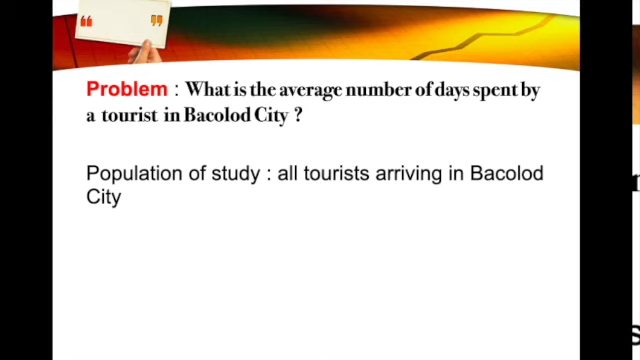 Problem : What is the average number of days spent by
a tourist in Bacolod City ?
Population of study : all tourists arriving in Bacolod
City